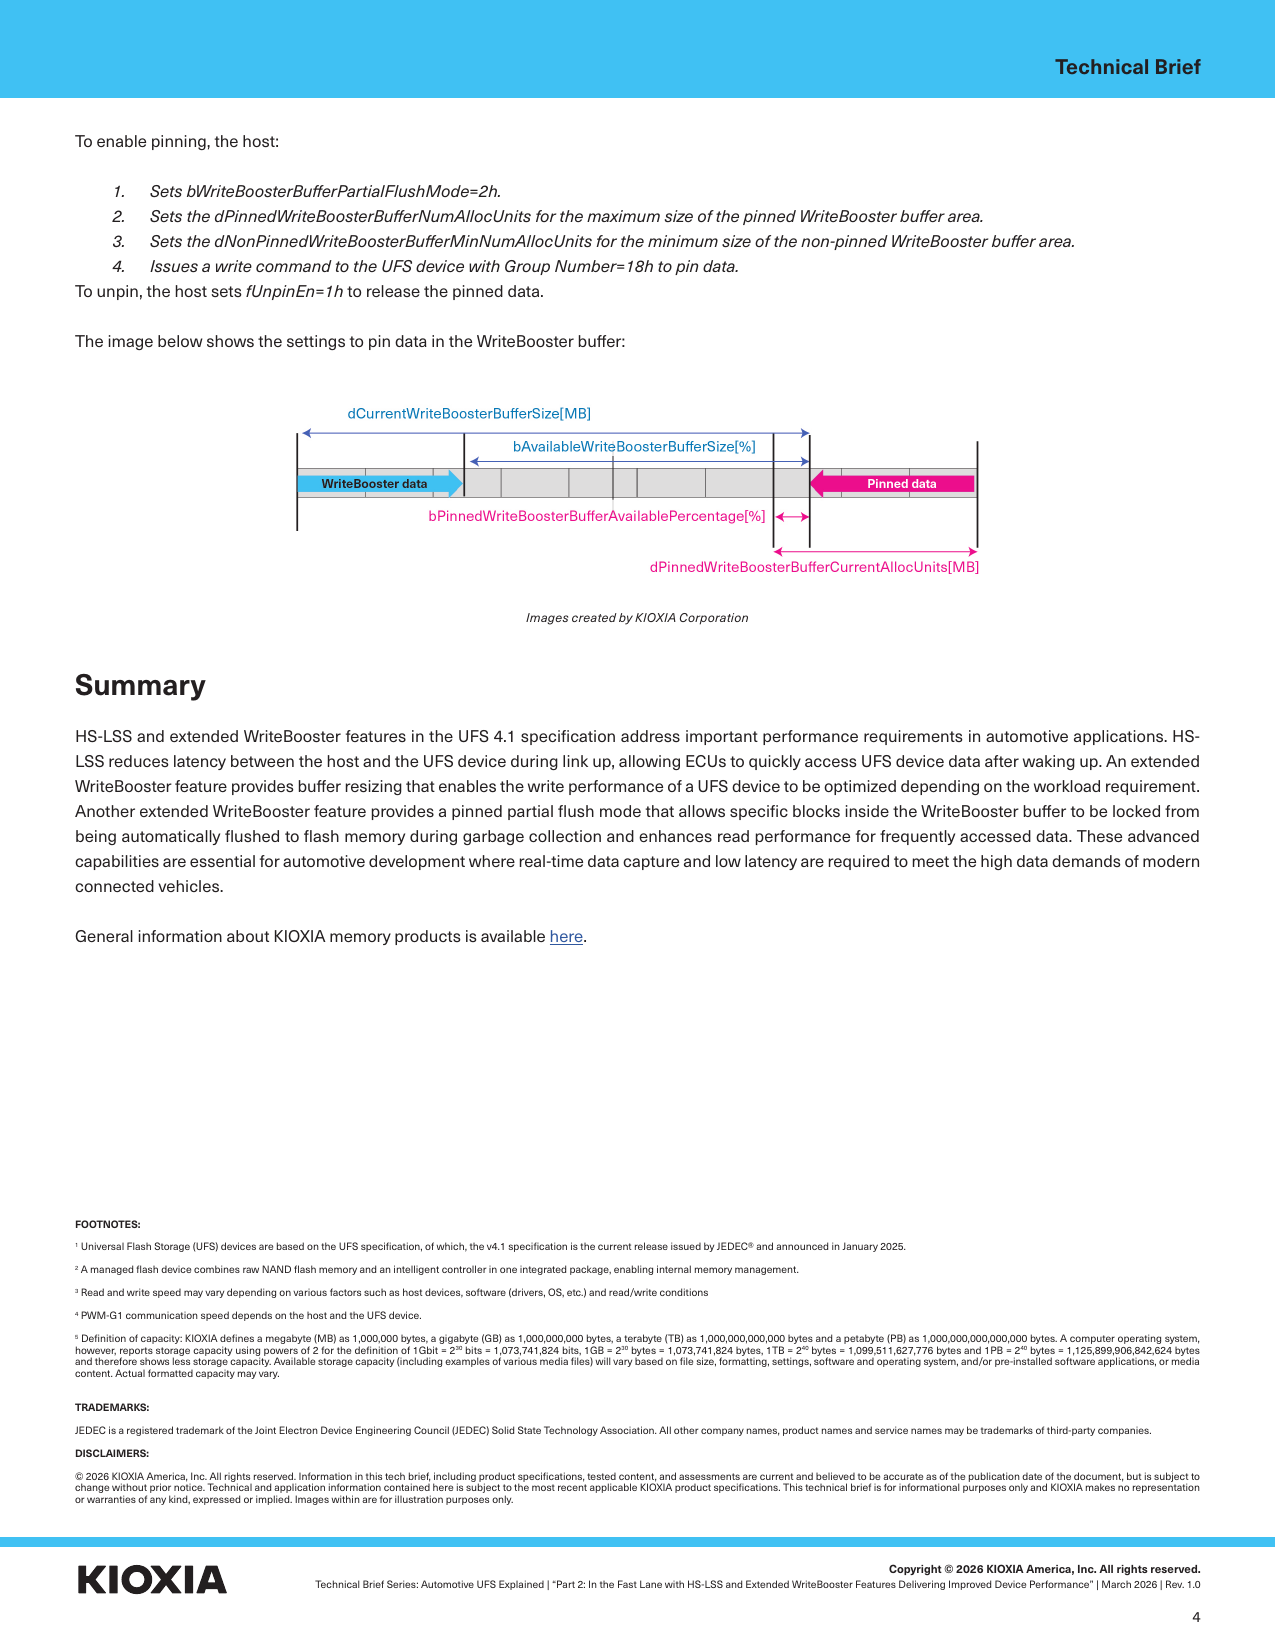 Technical Brief
To enable pinning, the host:
1. Sets bWriteBoosterBufferPartialFlushMode=2h.
2. Sets the dPinnedWriteBoosterBufferNumAllocUnits for the maximum size of the pinned WriteBooster buffer area.
3. Sets the dNonPinnedWriteBoosterBufferMinNumAllocUnits for the minimum size of the non-pinned WriteBooster buffer area.
4. Issues a write command to the UFS device with Group Number=18h to pin data.
To unpin, the host sets fUnpinEn=1h to release the pinned data.
The image below shows the settings to pin data in the WriteBooster buffer:
dCurrentWriteBoosterBufferSize[MB]
bAvailableWriteBoosterBufferSize[%]
WriteBooster data
Pinned data
bPinnedWriteBoosterBufferAvailablePercentage[%]
dPinnedWriteBoosterBufferCurrentAllocUnits[MB]
Images created by KIOXIA Corporation
Summary
HS-LSS and extended WriteBooster features in the UFS 4.1 specification address important performance requirements in automotive applications. HS-
LSS reduces latency between the host and the UFS device during link up, allowing ECUs to quickly access UFS device data after waking up. An extended
WriteBooster feature provides buffer resizing that enables the write performance of a UFS device to be optimized depending on the workload requirement.
Another extended WriteBooster feature provides a pinned partial flush mode that allows specific blocks inside the WriteBooster buffer to be locked from
being automatically flushed to flash memory during garbage collection and enhances read performance for frequently accessed data. These advanced
capabilities are essential for automotive development where real-time data capture and low latency are required to meet the high data demands of modern
connected vehicles.
General information about KIOXIA memory products is available here.
FOOTNOTES:
¹ Universal Flash Storage (UFS) devices are based on the UFS specification, of which, the v4.1 specification is the current release issued by JEDEC® and announced in January 2025.
² A managed flash device combines raw NAND flash memory and an intelligent controller in one integrated package, enabling internal memory management.
³ Read and write speed may vary depending on various factors such as host devices, software (drivers, OS, etc.) and read/write conditions
⁴ PWM-G1 communication speed depends on the host and the UFS device.
⁵ Definition of capacity: KIOXIA defines a megabyte (MB) as 1,000,000 bytes, a gigabyte (GB) as 1,000,000,000 bytes, a terabyte (TB) as 1,000,000,000,000 bytes and a petabyte (PB) as 1,000,000,000,000,000 bytes. A computer operating system,
however, reports storage capacity using powers of 2 for the definition of 1Gbit = 2³⁰ bits = 1,073,741,824 bits, 1GB = 2³⁰ bytes = 1,073,741,824 bytes, 1TB = 2⁴⁰ bytes = 1,099,511,627,776 bytes and 1PB = 2⁴⁰ bytes = 1,125,899,906,842,624 bytes
and therefore shows less storage capacity. Available storage capacity (including examples of various media files) will vary based on file size, formatting, settings, software and operating system, and/or pre-installed software applications, or media
content. Actual formatted capacity may vary.
TRADEMARKS:
JEDEC is a registered trademark of the Joint Electron Device Engineering Council (JEDEC) Solid State Technology Association. All other company names, product names and service names may be trademarks of third-party companies.
DISCLAIMERS:
© 2026 KIOXIA America, Inc. All rights reserved. Information in this tech brief, including product specifications, tested content, and assessments are current and believed to be accurate as of the publication date of the document, but is subject to
change without prior notice. Technical and application information contained here is subject to the most recent applicable KIOXIA product specifications. This technical brief is for informational purposes only and KIOXIA makes no representation
or warranties of any kind, expressed or implied. Images within are for illustration purposes only.
KIOXIA
Copyright © 2026 KIOXIA America, Inc. All rights reserved.
Technical Brief Series: Automotive UFS Explained | “Part 2: In the Fast Lane with HS-LSS and Extended WriteBooster Features Delivering Improved Device Performance” | March 2026 | Rev. 1.0
4